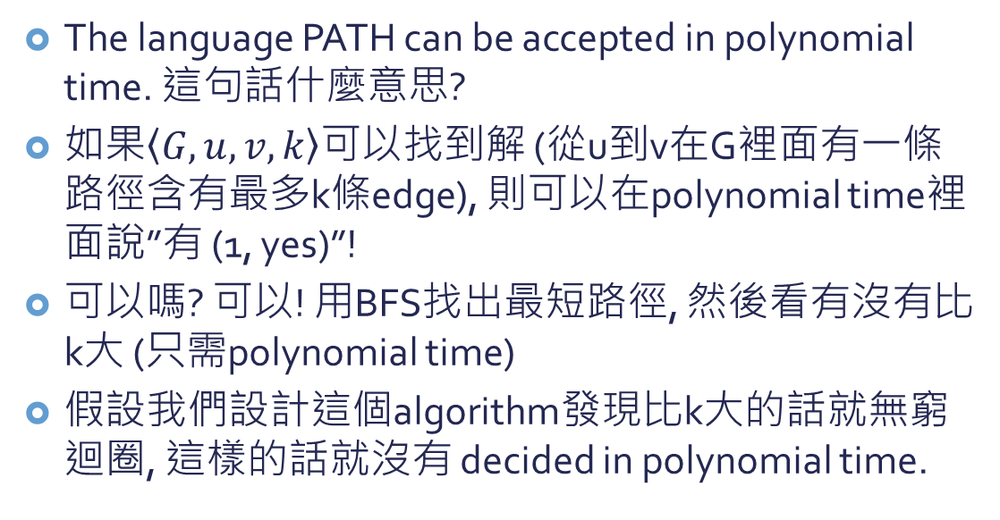 The language PATH can be accepted in polynomial
time. 這句話什麼意思?
如果⟨𝐺, 𝑢, 𝑣, 𝑘⟩可以找到解 (從u到v在G裡面有一條
路徑含有最多k條edge), 則可以在polynomial time裡
面說”有 (1, yes)”!
可以嗎? 可以! 用BFS找出最短路徑, 然後看有沒有比
k大 (只需polynomial time)
假設我們設計這個algorithm發現比k大的話就無窮
迴圈, 這樣的話就沒有 decided in polynomial time.